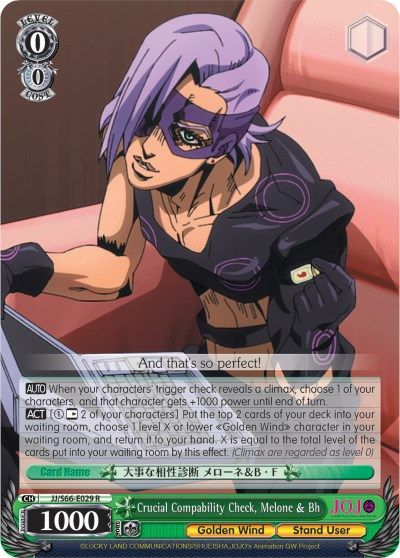 LEVEL
0
0
COST
And that's so perfect!
AUTO When your characters' trigger check reveals a climax, choose 1 of your
characters, and that character gets +1000 power until end of turn.
ACT [① 2 of your characters] Put the top 2 cards of your deck into your
waiting room, choose 1 level X or lower «Golden Wind» character in your
waiting room, and return it to your hand. X is equal to the total level of the cards
put into your waiting room by this effect. (Climax are regarded as level 0)
Card Name 大事な相性診断 メローネ&B・F
CH JJ/S66-E029 R
Crucial Compability Check, Melone & Bh
JOJO
POWER 1000
Golden Wind Stand User
©LUCKY LAND COMMUNICATIONS/SHUEISHA,JOJO's Animation GW Project